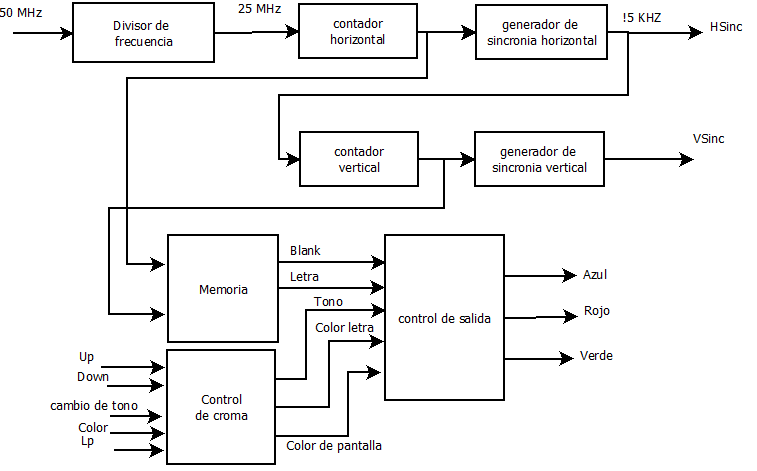 50 MHz
Divisor de
frecuencia
25 MHz
contador
horizontal
generador de
sincronia horizontal
!5 KHZ
HSinc
contador
vertical
generador de
sincronia vertical
VSinc
Memoria
Blank
Letra
Tono
Color letra
control de salida
Azul
Rojo
Verde
Up
Down
cambio de tono
Color
Lp
Control
de croma
Color de pantalla